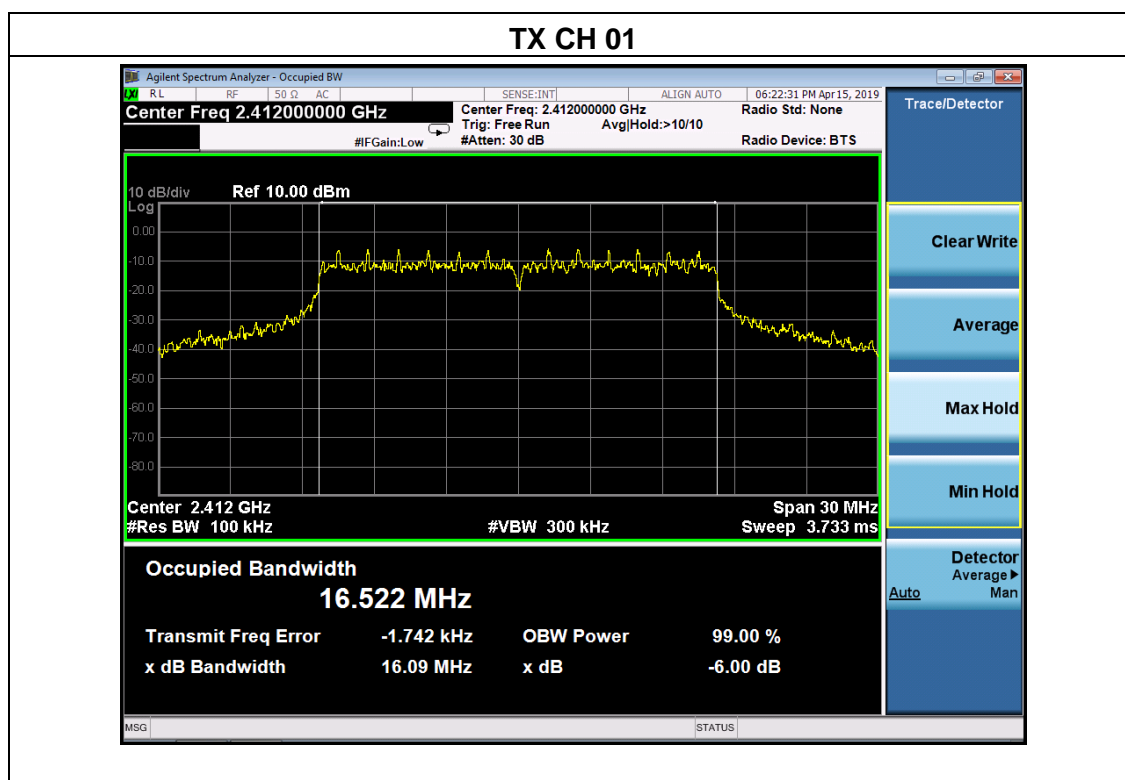 TX CH 01
Agilent Spectrum Analyzer - Occupied BW
LXI RL RF 50 Ω AC SENSE:INT ALIGN AUTO 06:22:31 PM Apr 15, 2019
Center Freq 2.412000000 GHz
Center Freq: 2.412000000 GHz
Radio Std: None
#IFGain:Low
Trig: Free Run Avg|Hold:>10/10
#Atten: 30 dB
Radio Device: BTS
10 dB/div Ref 10.00 dBm
Log
0.00
-10.0
-20.0
-30.0
-40.0
-50.0
-60.0
-70.0
-80.0
Center 2.412 GHz Span 30 MHz
#Res BW 100 kHz #VBW 300 kHz Sweep 3.733 ms
Occupied Bandwidth
16.522 MHz
Transmit Freq Error -1.742 kHz OBW Power 99.00 %
x dB Bandwidth 16.09 MHz x dB -6.00 dB
MSG STATUS
Trace/Detector
Clear Write
Average
Max Hold
Min Hold
Detector
Average▶
Auto Man